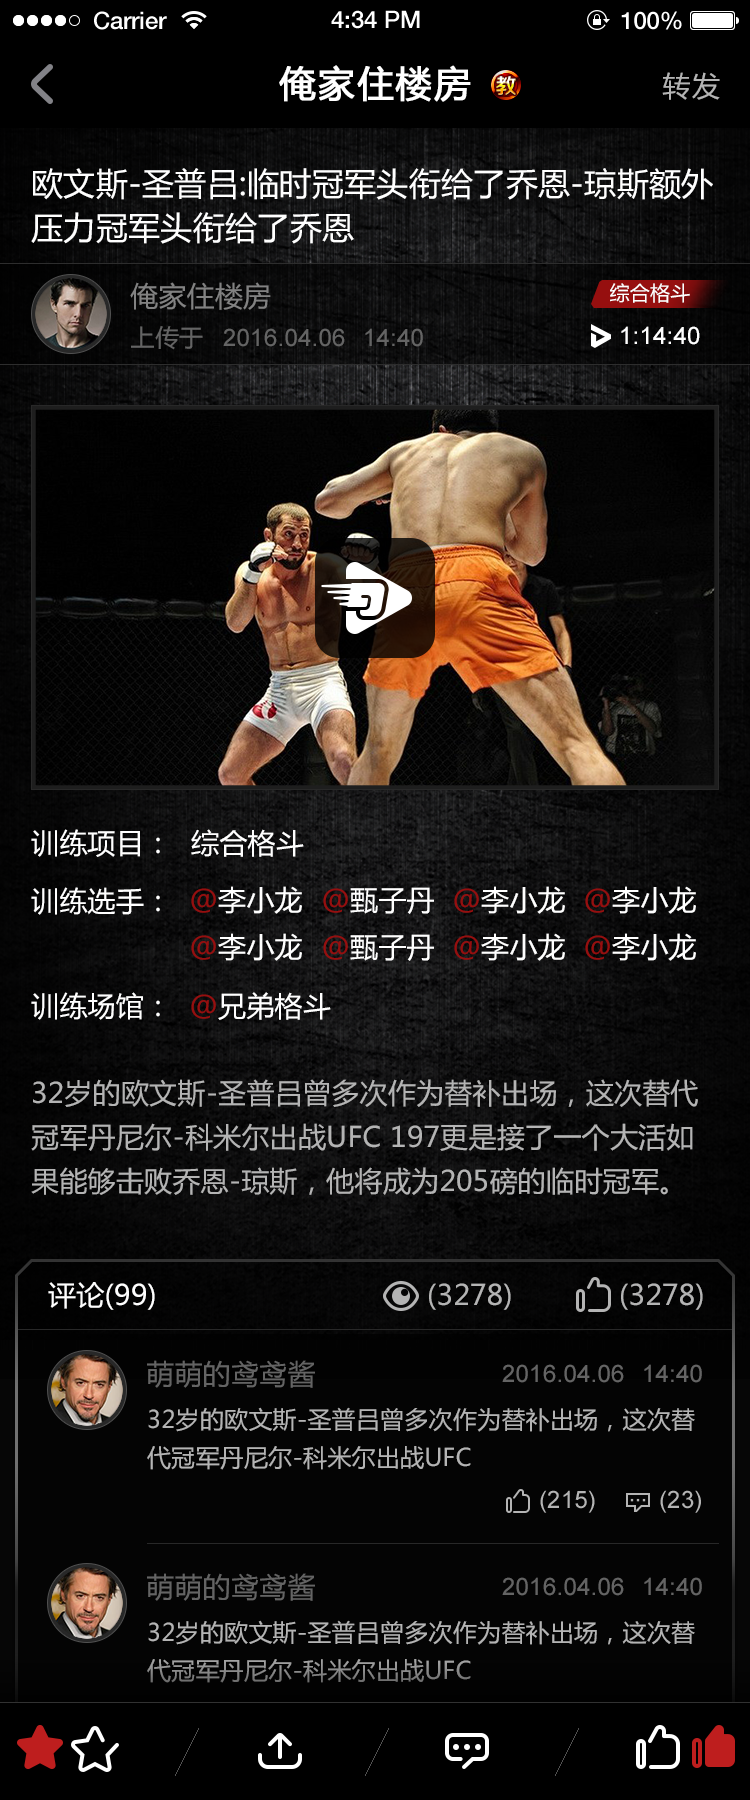 Carrier 4:34 PM 100%
俺家住楼房 教 转发
欧文斯-圣普吕:临时冠军头衔给了乔恩-琼斯额外
压力冠军头衔给了乔恩
俺家住楼房 综合格斗
上传于 2016.04.06 14:40 1:14:40
训练项目： 综合格斗
训练选手： @李小龙 @甄子丹 @李小龙 @李小龙
@李小龙 @甄子丹 @李小龙 @李小龙
训练场馆： @兄弟格斗
32岁的欧文斯-圣普吕曾多次作为替补出场，这次替代
冠军丹尼尔-科米尔出战UFC 197更是接了一个大活如
果能够击败乔恩-琼斯，他将成为205磅的临时冠军。
评论(99) (3278) (3278)
萌萌的鸢鸢酱 2016.04.06 14:40
32岁的欧文斯-圣普吕曾多次作为替补出场，这次替
代冠军丹尼尔-科米尔出战UFC
(215) (23)
萌萌的鸢鸢酱 2016.04.06 14:40
32岁的欧文斯-圣普吕曾多次作为替补出场，这次替
代冠军丹尼尔-科米尔出战UFC